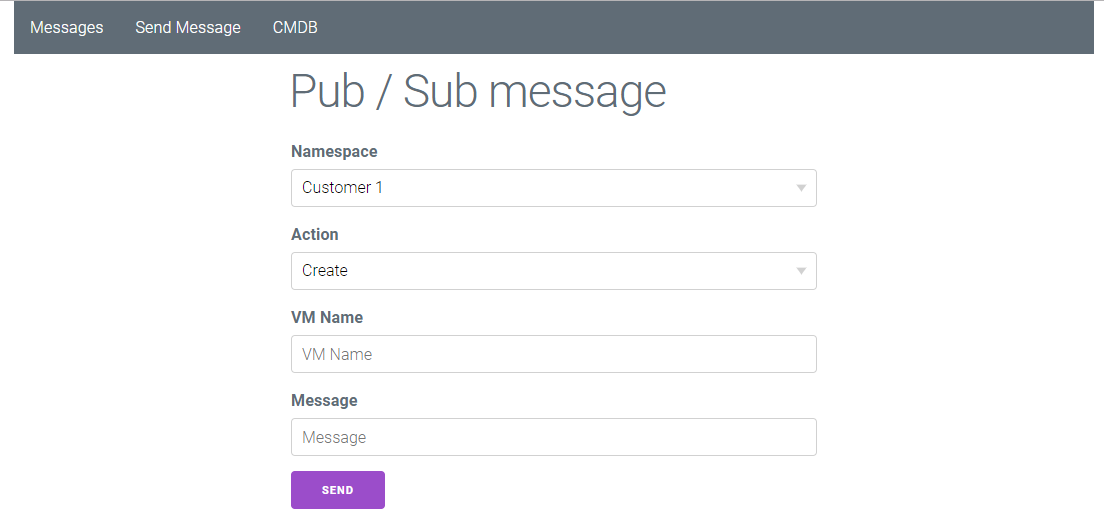 Messages Send Message CMDB
Pub / Sub message
Namespace
Customer 1
Action
Create
VM Name
VM Name
Message
Message
SEND